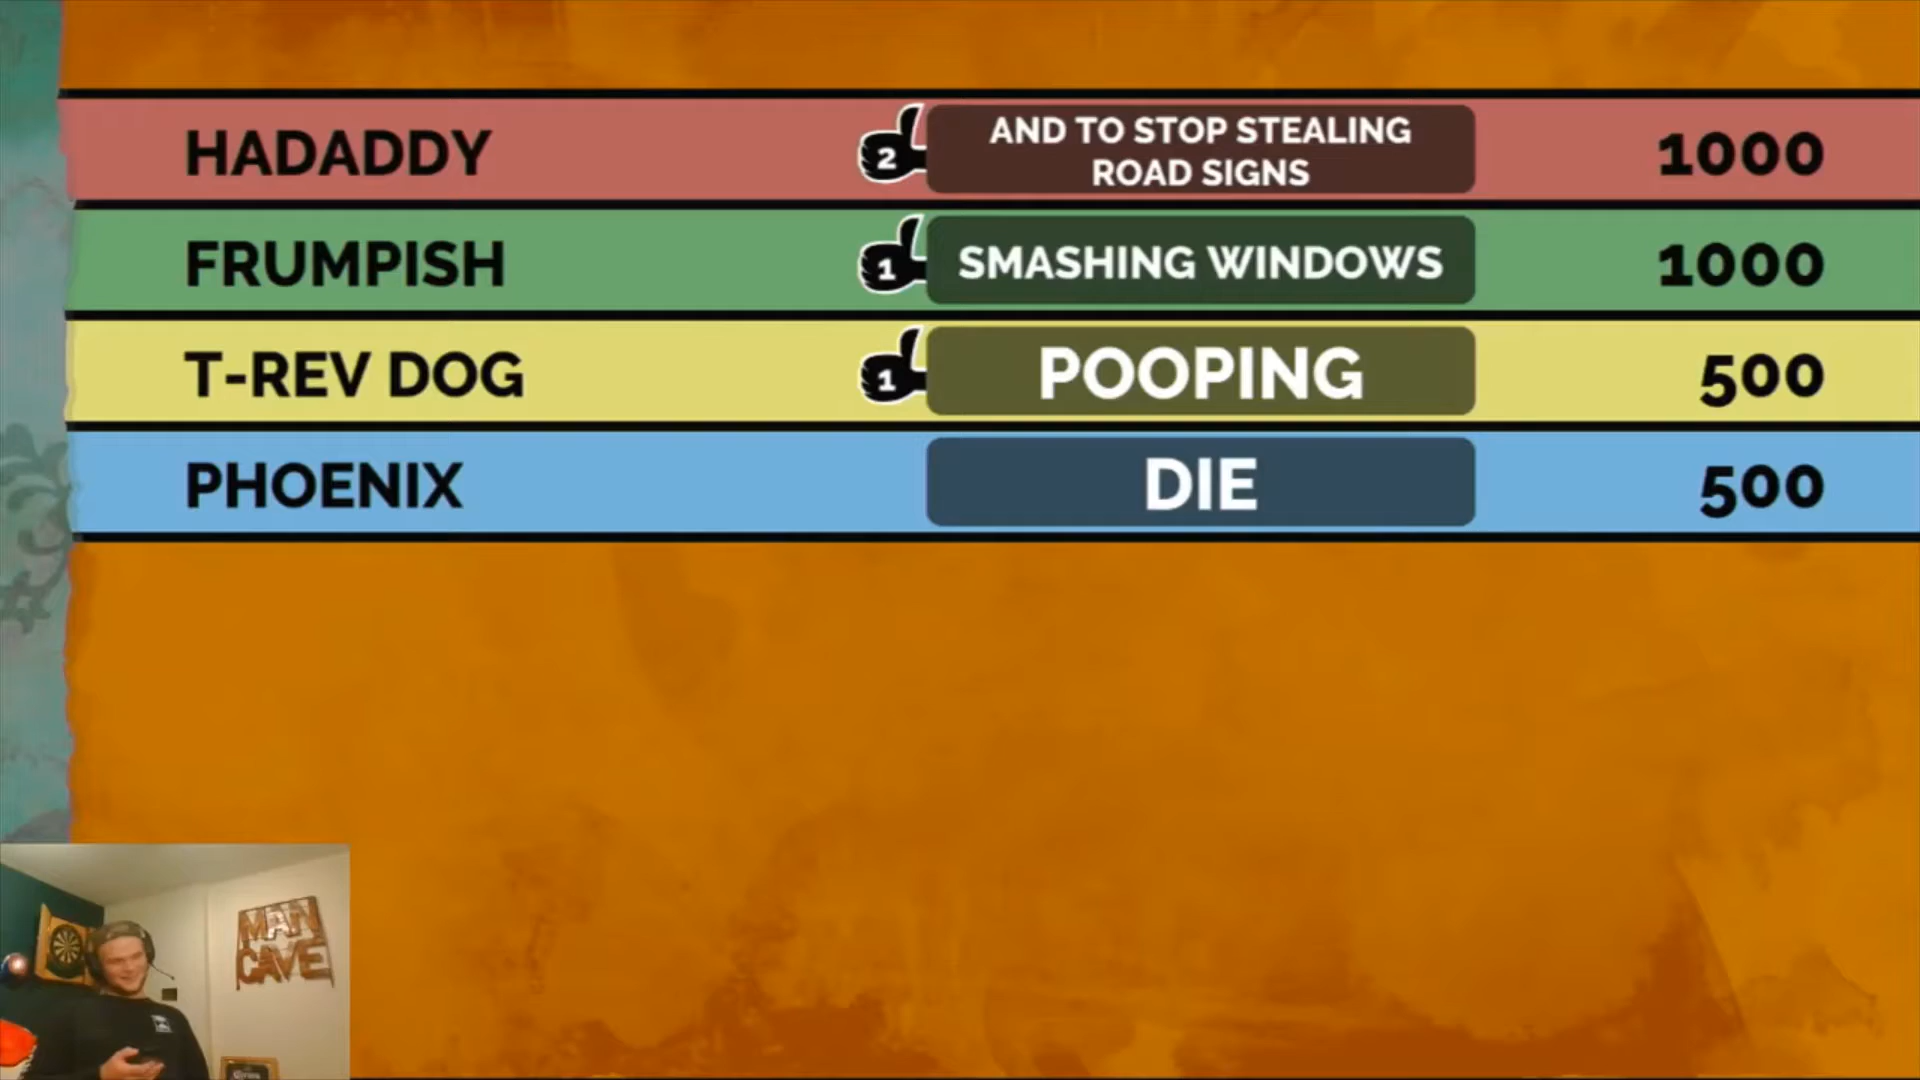 HADADDY
2
AND TO STOP STEALING
ROAD SIGNS
1000
FRUMPISH
1
SMASHING WINDOWS
1000
T-REV DOG
1
POOPING
500
PHOENIX
DIE
500
MAN
CAVE
Corona